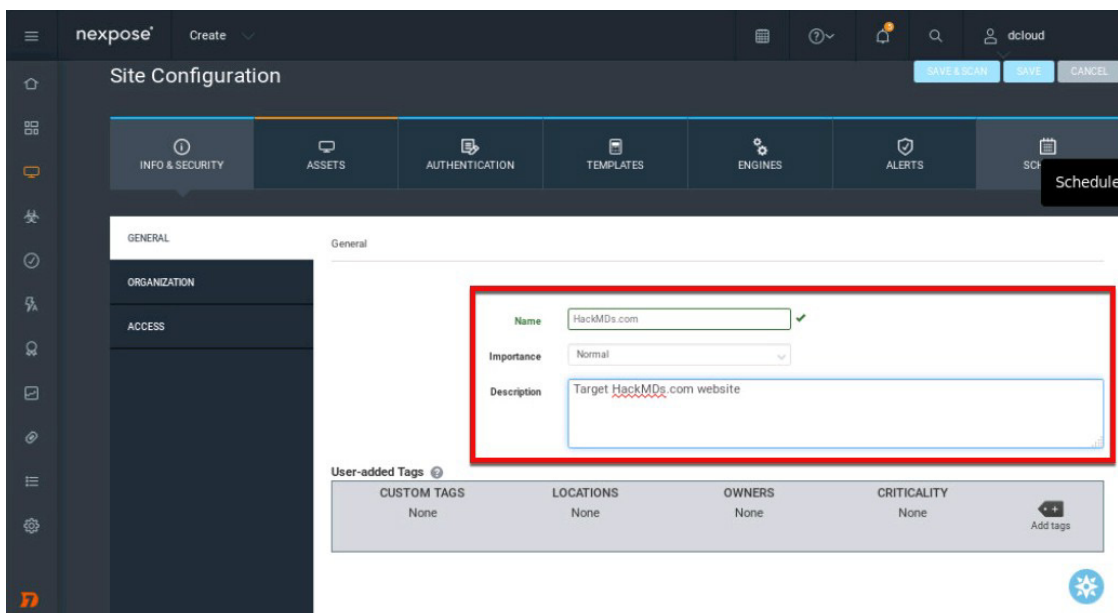 nexpose Create dcloud
Site Configuration SAVE & SCAN SAVE CANCEL
INFO & SECURITY ASSETS AUTHENTICATION TEMPLATES ENGINES ALERTS SCH
Schedule
GENERAL General
ORGANIZATION
Name HackMDs.com
ACCESS
Importance Normal
Description Target HackMDs.com website
User-added Tags ?
CUSTOM TAGS LOCATIONS OWNERS CRITICALITY
None None None None
Add tags